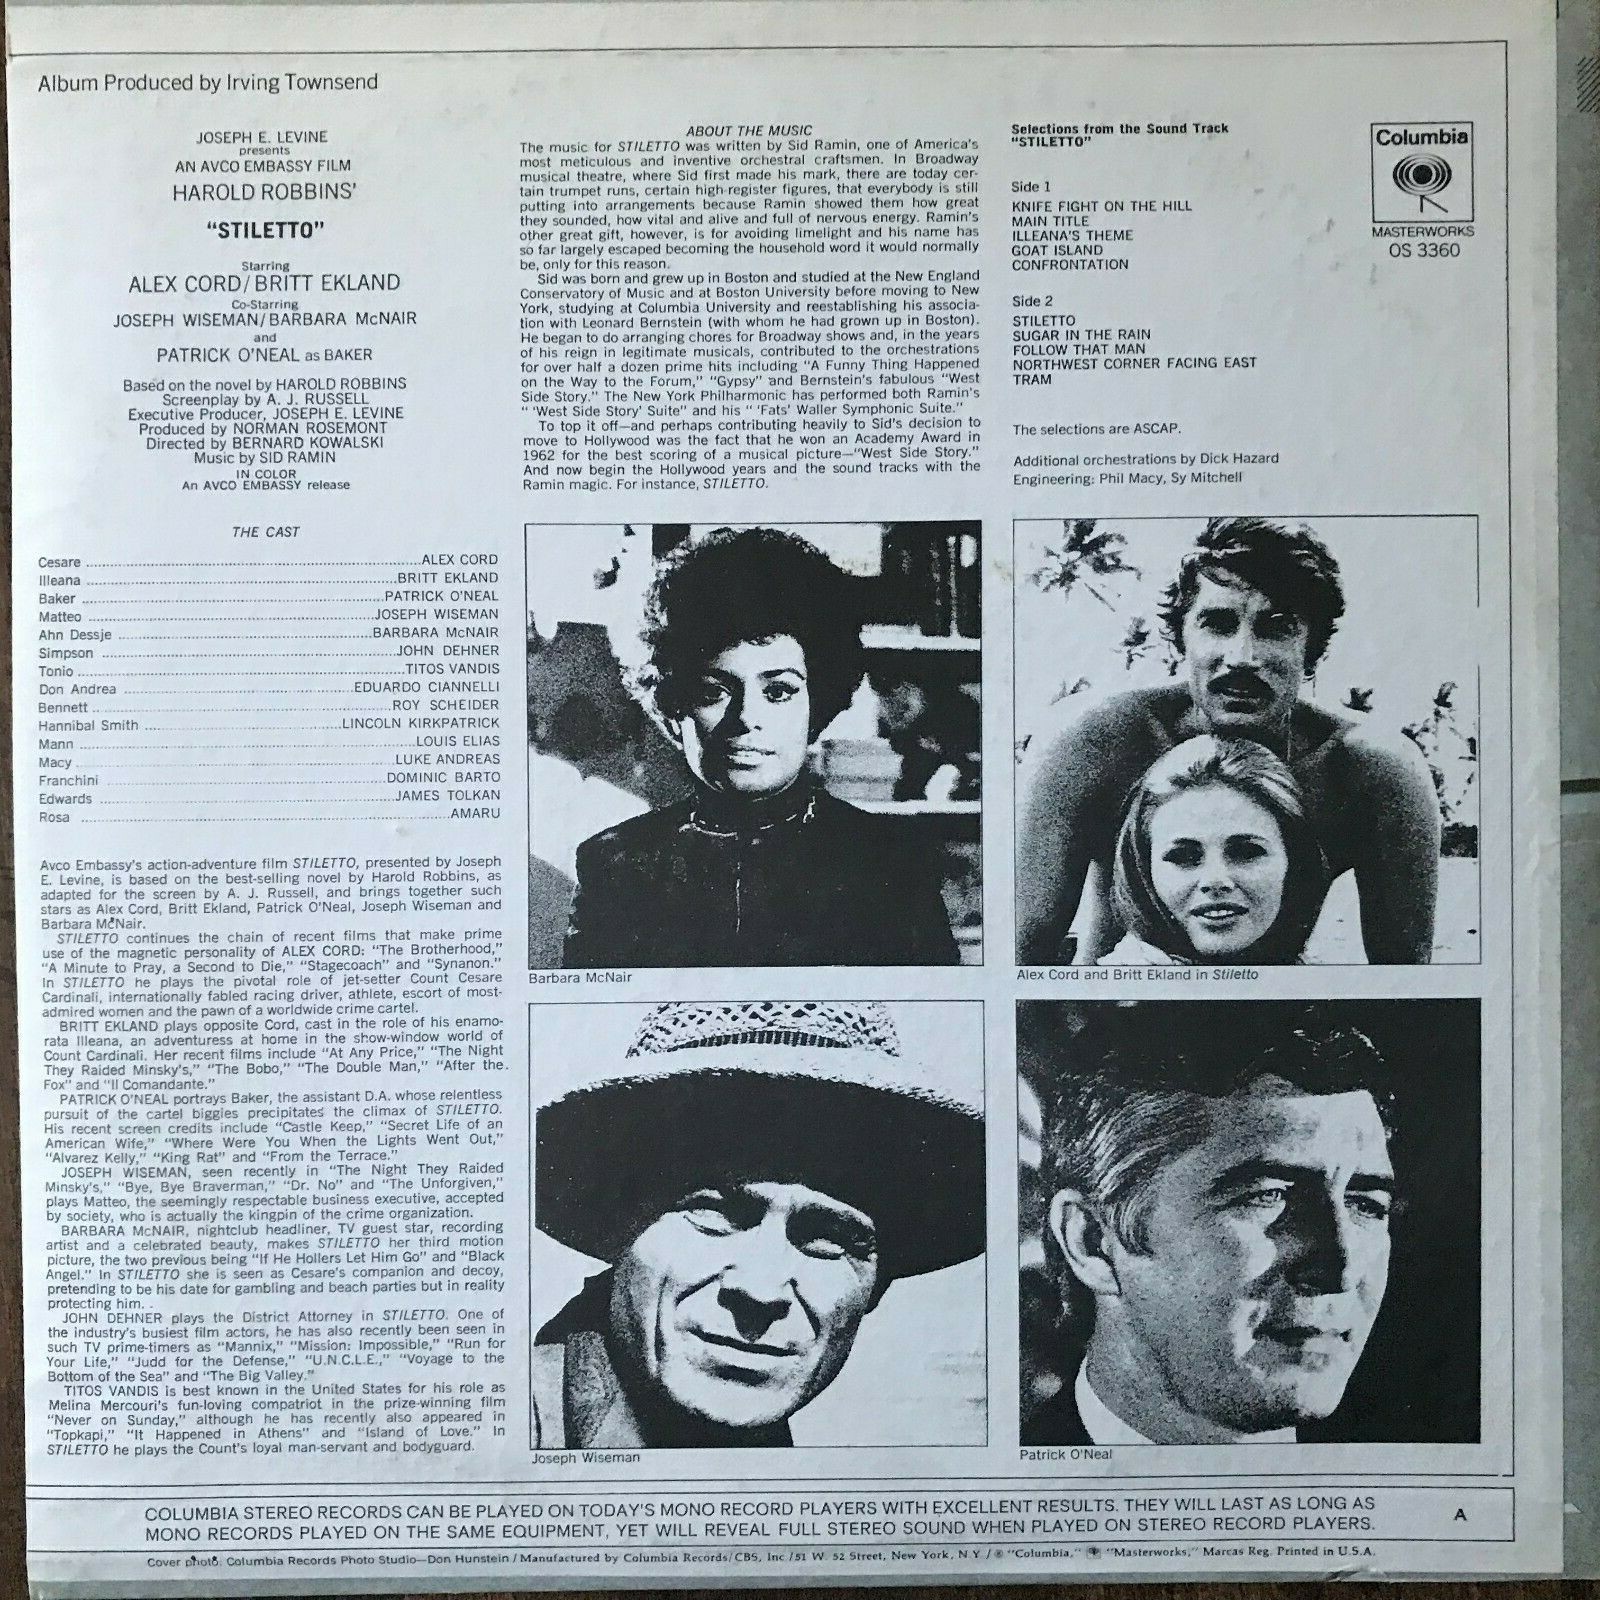 Album Produced by Irving Townsend
JOSEPH E. LEVINE
presents
AN AVCO EMBASSY FILM
HAROLD ROBBINS'
“STILETTO”
Starring
ALEX CORD/BRITT EKLAND
Co-Starring
JOSEPH WISEMAN/BARBARA McNAIR
and
PATRICK O'NEAL as BAKER
Based on the novel by HAROLD ROBBINS
Screenplay by A. J. RUSSELL
Executive Producer, JOSEPH E. LEVINE
Produced by NORMAN ROSEMONT
Directed by BERNARD KOWALSKI
Music by SID RAMIN
IN COLOR
An AVCO EMBASSY release
THE CAST
Cesare ........ ALEX CORD
Illeana ........ BRITT EKLAND
Baker ........ PATRICK O'NEAL
Matteo ........ JOSEPH WISEMAN
Ahn Dessje ........ BARBARA McNAIR
Simpson ........ JOHN DEHNER
Tonio ........ TITOS VANDIS
Don Andrea ........ EDUARDO CIANNELLI
Bennett ........ ROY SCHEIDER
Hannibal Smith ........ LINCOLN KIRKPATRICK
Mann ........ LOUIS ELIAS
Macy ........ LUKE ANDREAS
Franchini ........ DOMINIC BARTO
Edwards ........ JAMES TOLKAN
Rosa ........ AMARU
Avco Embassy's action-adventure film STILETTO, presented by Joseph
E. Levine, is based on the best-selling novel by Harold Robbins, as
adapted for the screen by A. J. Russell, and brings together such
stars as Alex Cord, Britt Ekland, Patrick O'Neal, Joseph Wiseman and
Barbara McNair.
STILETTO continues the chain of recent films that make prime
use of the magnetic personality of ALEX CORD: “The Brotherhood,”
“A Minute to Pray, a Second to Die,” “Stagecoach” and “Synanon.”
In STILETTO he plays the pivotal role of jet-setter Count Cesare
Cardinali, internationally fabled racing driver, athlete, escort of most-
admired women and the pawn of a worldwide crime cartel.
BRITT EKLAND plays opposite Cord, cast in the role of his enamo-
rata Illeana, an adventuress at home in the show-window world of
Count Cardinali. Her recent films include “At Any Price,” “The Night
They Raided Minsky's,” “The Bobo,” “The Double Man,” “After the
Fox” and “Il Comandante.”
PATRICK O'NEAL portrays Baker, the assistant D.A. whose relentless
pursuit of the cartel biggies precipitates the climax of STILETTO.
His recent screen credits include “Castle Keep,” “Secret Life of an
American Wife,” “Where Were You When the Lights Went Out,”
“Alvarez Kelly,” “King Rat” and “From the Terrace.”
JOSEPH WISEMAN, seen recently in “The Night They Raided
Minsky's,” “Bye, Bye Braverman,” “Dr. No” and “The Unforgiven,”
plays Matteo, the seemingly respectable business executive, accepted
by society, who is actually the kingpin of the crime organization.
BARBARA McNAIR, nightclub headliner, TV guest star, recording
artist and a celebrated beauty, makes STILETTO her third motion
picture, the two previous being “If He Hollers Let Him Go” and “Black
Angel.” In STILETTO she is seen as Cesare's companion and decoy,
pretending to be his date for gambling and beach parties but in reality
protecting him.
JOHN DEHNER plays the District Attorney in STILETTO. One of
the industry's busiest film actors, he has also recently been seen in
such TV prime-timers as “Mannix,” “Mission: Impossible,” “Run for
Your Life,” “Judd for the Defense,” “U.N.C.L.E.,” “Voyage to the
Bottom of the Sea” and “The Big Valley.”
TITOS VANDIS is best known in the United States for his role as
Melina Mercouri's fun-loving compatriot in the prize-winning film
“Never on Sunday,” although he has recently also appeared in
“Topkapi,” “It Happened in Athens” and “Island of Love.” In
STILETTO he plays the Count's loyal man-servant and bodyguard.
ABOUT THE MUSIC
The music for STILETTO was written by Sid Ramin, one of America's
most meticulous and inventive orchestral craftsmen. In Broadway
musical theatre, where Sid first made his mark, there are today cer-
tain trumpet runs, certain high-register figures, that everybody is still
putting into arrangements because Ramin showed them how great
they sounded, how vital and alive and full of nervous energy. Ramin's
other great gift, however, is for avoiding limelight and his name has
so far largely escaped becoming the household word it would normally
be, only for this reason.
Sid was born and grew up in Boston and studied at the New England
Conservatory of Music and at Boston University before moving to New
York, studying at Columbia University and reestablishing his associa-
tion with Leonard Bernstein (with whom he had grown up in Boston).
He began to do arranging chores for Broadway shows and, in the years
of his reign in legitimate musicals, contributed to the orchestrations
for over half a dozen prime hits including “A Funny Thing Happened
on the Way to the Forum,” “Gypsy” and Bernstein's fabulous “West
Side Story.” The New York Philharmonic has performed both Ramin's
“ 'West Side Story' Suite” and his “ 'Fats' Waller Symphonic Suite.”
To top it off—and perhaps contributing heavily to Sid's decision to
move to Hollywood was the fact that he won an Academy Award in
1962 for the best scoring of a musical picture—“West Side Story.”
And now begin the Hollywood years and the sound tracks with the
Ramin magic. For instance, STILETTO.
Selections from the Sound Track
“STILETTO”
Side 1
KNIFE FIGHT ON THE HILL
MAIN TITLE
ILLEANA'S THEME
GOAT ISLAND
CONFRONTATION
Side 2
STILETTO
SUGAR IN THE RAIN
FOLLOW THAT MAN
NORTHWEST CORNER FACING EAST
TRAM
The selections are ASCAP.
Additional orchestrations by Dick Hazard
Engineering: Phil Macy, Sy Mitchell
Columbia
MASTERWORKS
OS 3360
Barbara McNair
Alex Cord and Britt Ekland in Stiletto
Joseph Wiseman
Patrick O'Neal
COLUMBIA STEREO RECORDS CAN BE PLAYED ON TODAY'S MONO RECORD PLAYERS WITH EXCELLENT RESULTS. THEY WILL LAST AS LONG AS
MONO RECORDS PLAYED ON THE SAME EQUIPMENT, YET WILL REVEAL FULL STEREO SOUND WHEN PLAYED ON STEREO RECORD PLAYERS.
A
Cover photo: Columbia Records Photo Studio—Don Hunstein / Manufactured by Columbia Records/CBS, Inc /51 W. 52 Street, New York, N Y / ® “Columbia,” “Masterworks,” Marcas Reg. Printed in U.S.A.